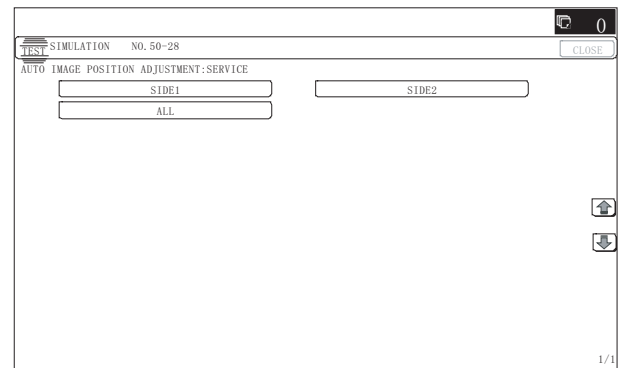 0
TEST SIMULATION NO.50-28 CLOSE
AUTO IMAGE POSITION ADJUSTMENT:SERVICE
SIDE1 SIDE2
ALL
1/1